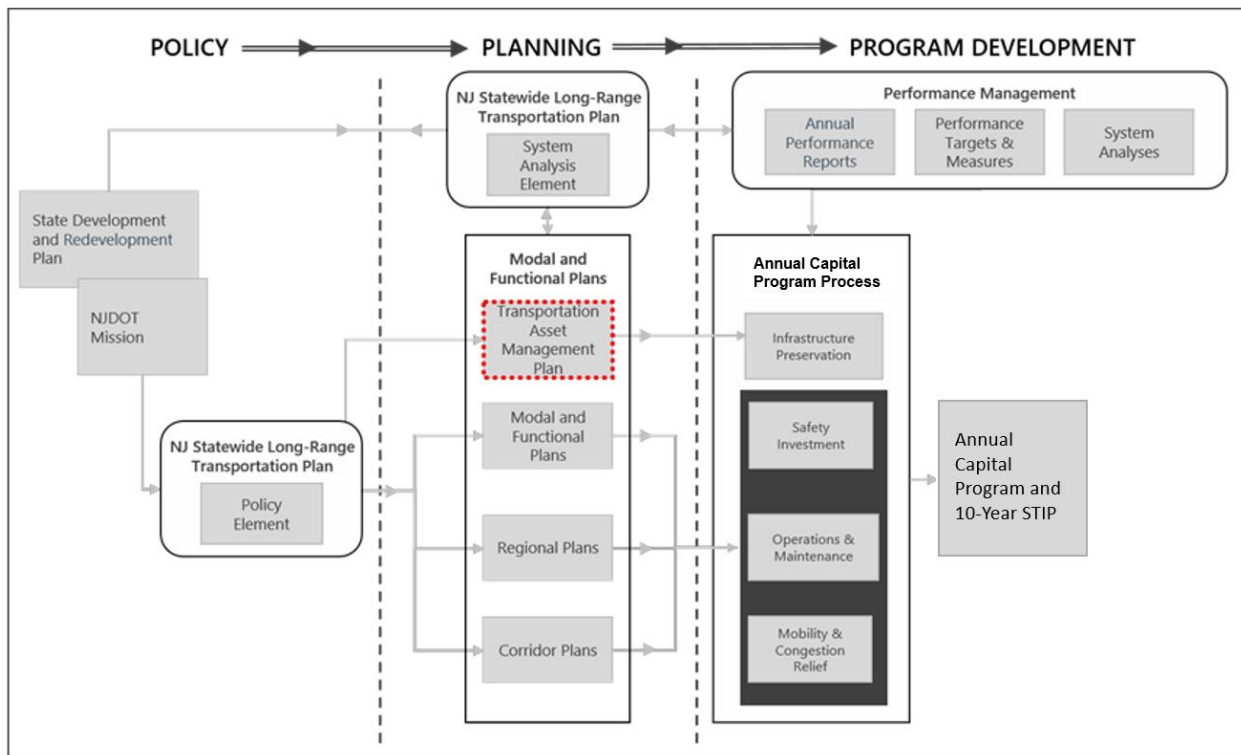 POLICY
PLANNING
PROGRAM DEVELOPMENT
NJ Statewide Long-Range
Transportation Plan
System
Analysis
Element
Performance Management
Annual
Performance
Reports
Performance
Targets &
Measures
System
Analyses
State Development
and Redevelopment
Plan
NJDOT
Mission
NJ Statewide Long-Range
Transportation Plan
Policy
Element
Modal and
Functional Plans
Transportation
Asset
Management
Plan
Modal and
Functional
Plans
Regional Plans
Corridor Plans
Annual Capital
Program Process
Infrastructure
Preservation
Safety
Investment
Operations &
Maintenance
Mobility &
Congestion
Relief
Annual
Capital
Program and
10-Year STIP